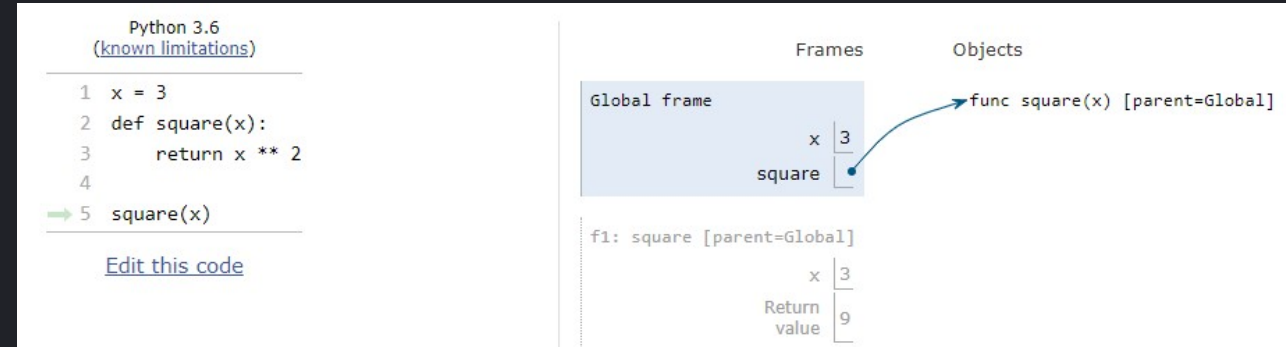 Python 3.6
(known limitations)
1 x = 3
2 def square(x):
3     return x ** 2
4
5 square(x)
Edit this code
Frames Objects
Global frame
x 3
square
func square(x) [parent=Global]
f1: square [parent=Global]
x 3
Return
value 9